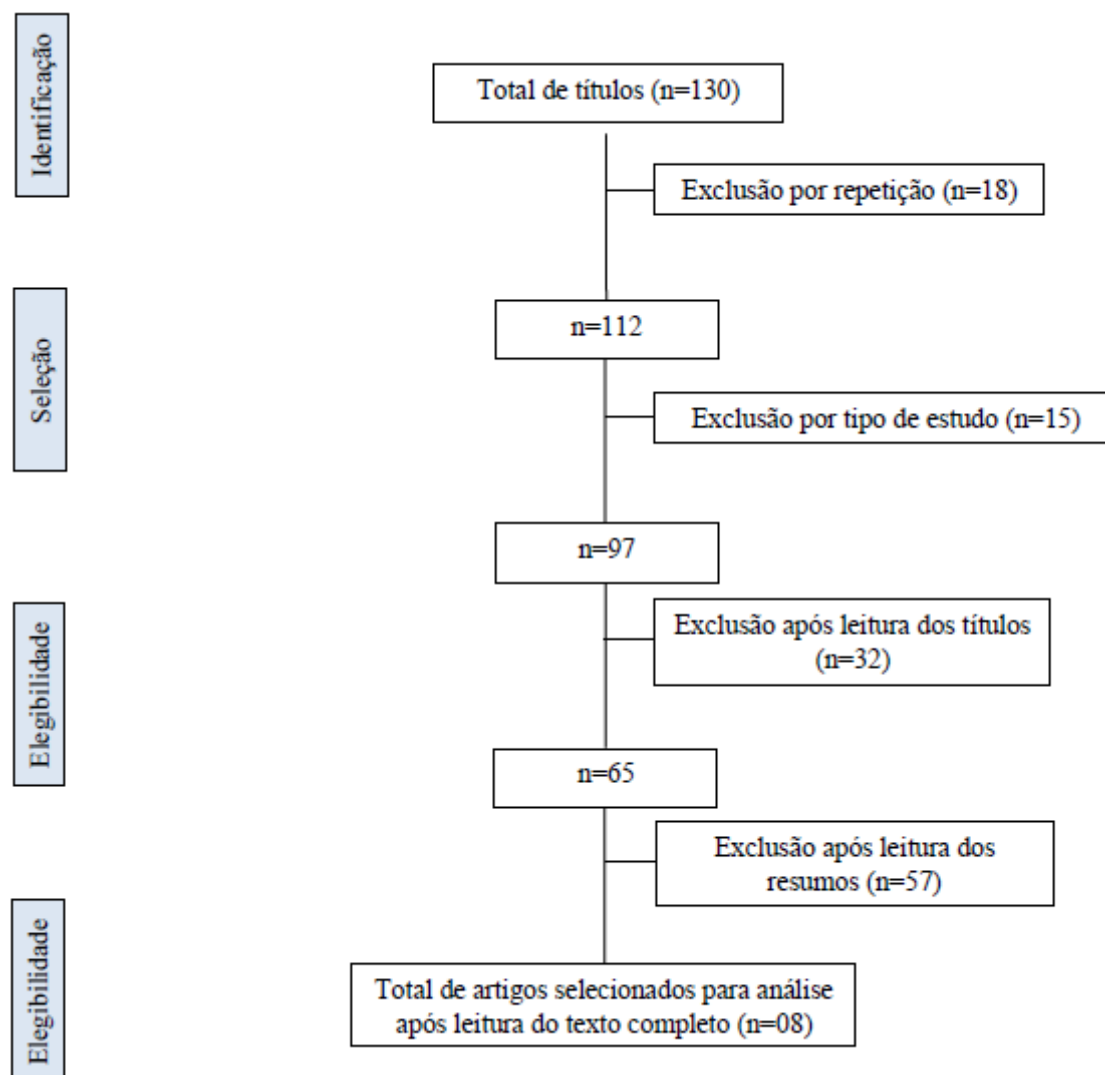 Identificação
Total de títulos (n=130)
Exclusão por repetição (n=18)
Seleção
n=112
Exclusão por tipo de estudo (n=15)
n=97
Elegibilidade
Exclusão após leitura dos títulos
(n=32)
n=65
Exclusão após leitura dos
resumos (n=57)
Elegibilidade
Total de artigos selecionados para análise
após leitura do texto completo (n=08)